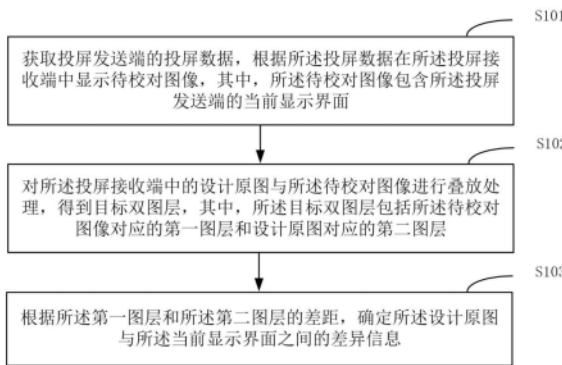 S101
获取投屏发送端的投屏数据，根据所述投屏数据在所述投屏接
收端中显示待校对图像，其中，所述待校对图像包含所述投屏
发送端的当前显示界面
S102
对所述投屏接收端中的设计原图与所述待校对图像进行叠放处
理，得到目标双图层，其中，所述目标双图层包括所述待校对
图像对应的第一图层和设计原图对应的第二图层
S103
根据所述第一图层和所述第二图层的差距，确定所述设计原图
与所述当前显示界面之间的差异信息